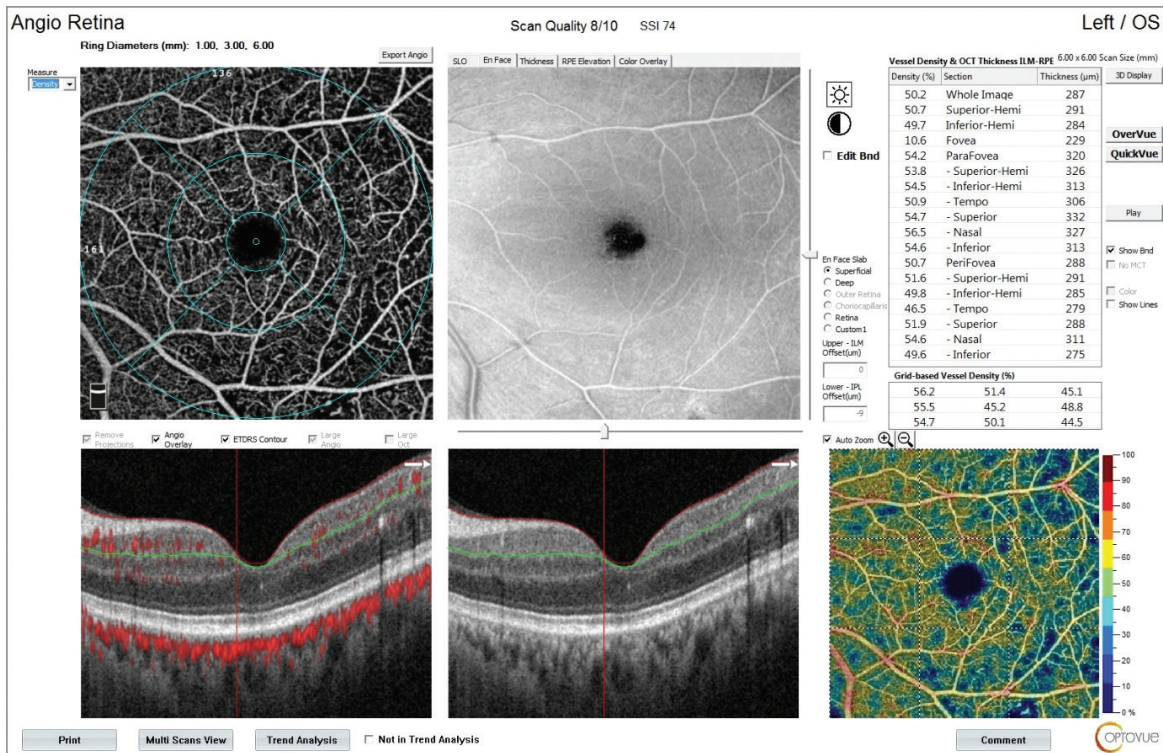 Angio Retina
Scan Quality 8/10 SSI 74
Left / OS
Ring Diameters (mm): 1.00, 3.00, 6.00
Export Angio
Measure
Density
136
161
SLO En Face Thickness RPE Elevation Color Overlay
Edit Bnd
En Face Slab
Superficial
Deep
Outer Retina
Choriocapillaris
Retina
Custom1
Upper - ILM
Offset(um)
0
Lower - IPL
Offset(um)
-9
Vessel Density & OCT Thickness ILM-RPE 6.00 x 6.00 Scan Size (mm)
Density (%) Section Thickness (µm)
50.2 Whole Image 287
50.7 Superior-Hemi 291
49.7 Inferior-Hemi 284
10.6 Fovea 229
54.2 ParaFovea 320
53.8 - Superior-Hemi 326
54.5 - Inferior-Hemi 313
50.9 - Tempo 306
54.7 - Superior 332
56.5 - Nasal 327
54.6 - Inferior 313
50.7 PeriFovea 288
51.6 - Superior-Hemi 291
49.8 - Inferior-Hemi 285
46.5 - Tempo 279
51.9 - Superior 288
54.6 - Nasal 311
49.6 - Inferior 275
Grid-based Vessel Density (%)
56.2 51.4 45.1
55.5 45.2 48.8
54.7 50.1 44.5
3D Display
OverVue
QuickVue
Play
Show Bnd
No MCT
Color
Show Lines
Remove Projections
Angio Overlay
ETDRS Contour
Large Angio
Large Oct
Auto Zoom
100
90
80
70
60
50
40
30
20
10
0 %
Print
Multi Scans View
Trend Analysis
Not in Trend Analysis
Comment
OPTOVUE